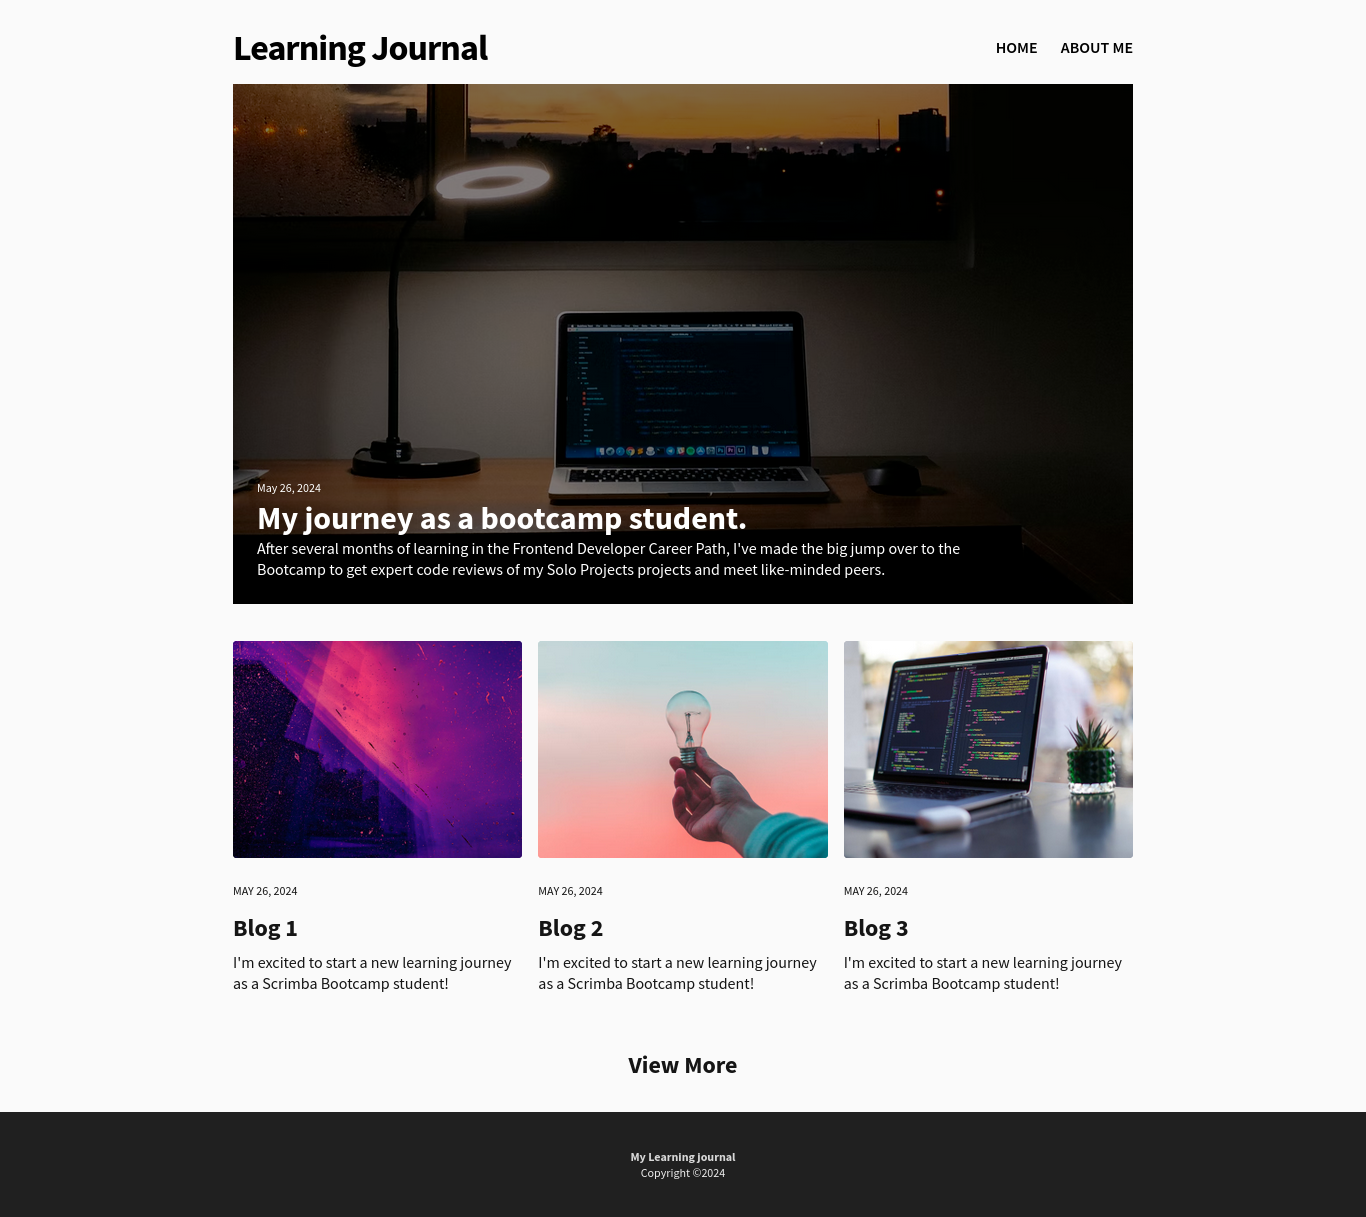 Learning Journal
HOME ABOUT ME
May 26, 2024
My journey as a bootcamp student.
After several months of learning in the Frontend Developer Career Path, I've made the big jump over to the
Bootcamp to get expert code reviews of my Solo Projects projects and meet like-minded peers.
MAY 26, 2024
Blog 1
I'm excited to start a new learning journey
as a Scrimba Bootcamp student!
MAY 26, 2024
Blog 2
I'm excited to start a new learning journey
as a Scrimba Bootcamp student!
MAY 26, 2024
Blog 3
I'm excited to start a new learning journey
as a Scrimba Bootcamp student!
View More
My Learning Journal
Copyright ©2024